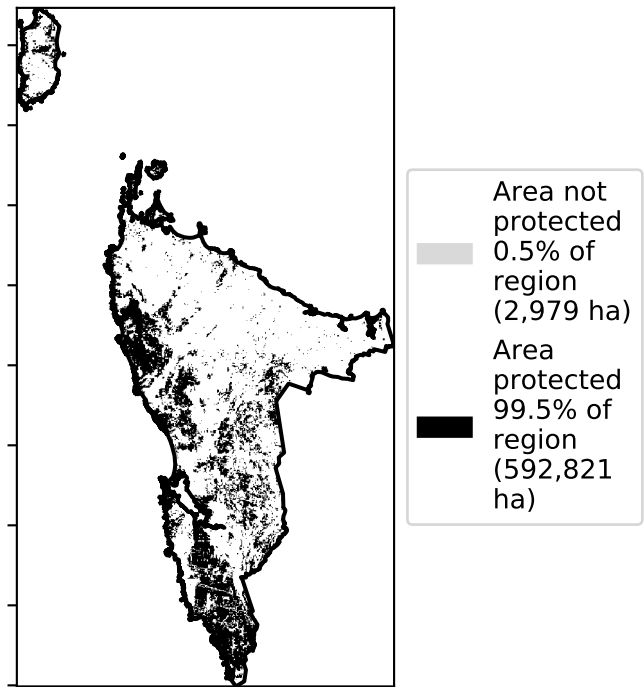 Area not
protected
0.5% of
region
(2,979 ha)
Area
protected
99.5% of
region
(592,821
ha)